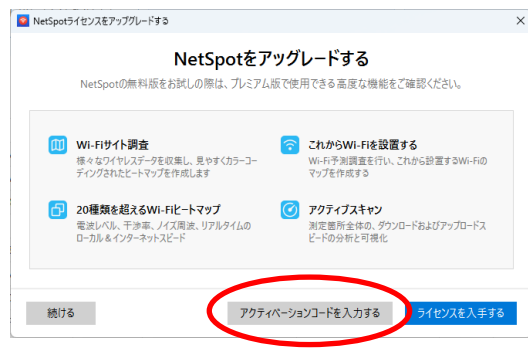 NetSpotライセンスをアップグレードする
NetSpotをアッグレードする
NetSpotの無料版をお試しの際は、プレミアム版で使用できる高度な機能をご確認ください。
Wi-Fiサイト調査
様々なワイヤレスデータを収集し、見やすくカラーコー
ディングされたヒートマップを作成します
これからWi-Fiを設置する
Wi-Fi予測調査を行い、これから設置するWi-Fiの
マップを作成する
20種類を超えるWi-Fiヒートマップ
電波レベル、干渉率、ノイズ周波、リアルタイムの
ローカル＆インターネットスピード
アクティブスキャン
測定箇所全体の、ダウンロードおよびアップロードス
ピードの分析と可視化
続ける
アクティベーションコードを入力する
ライセンスを入手する